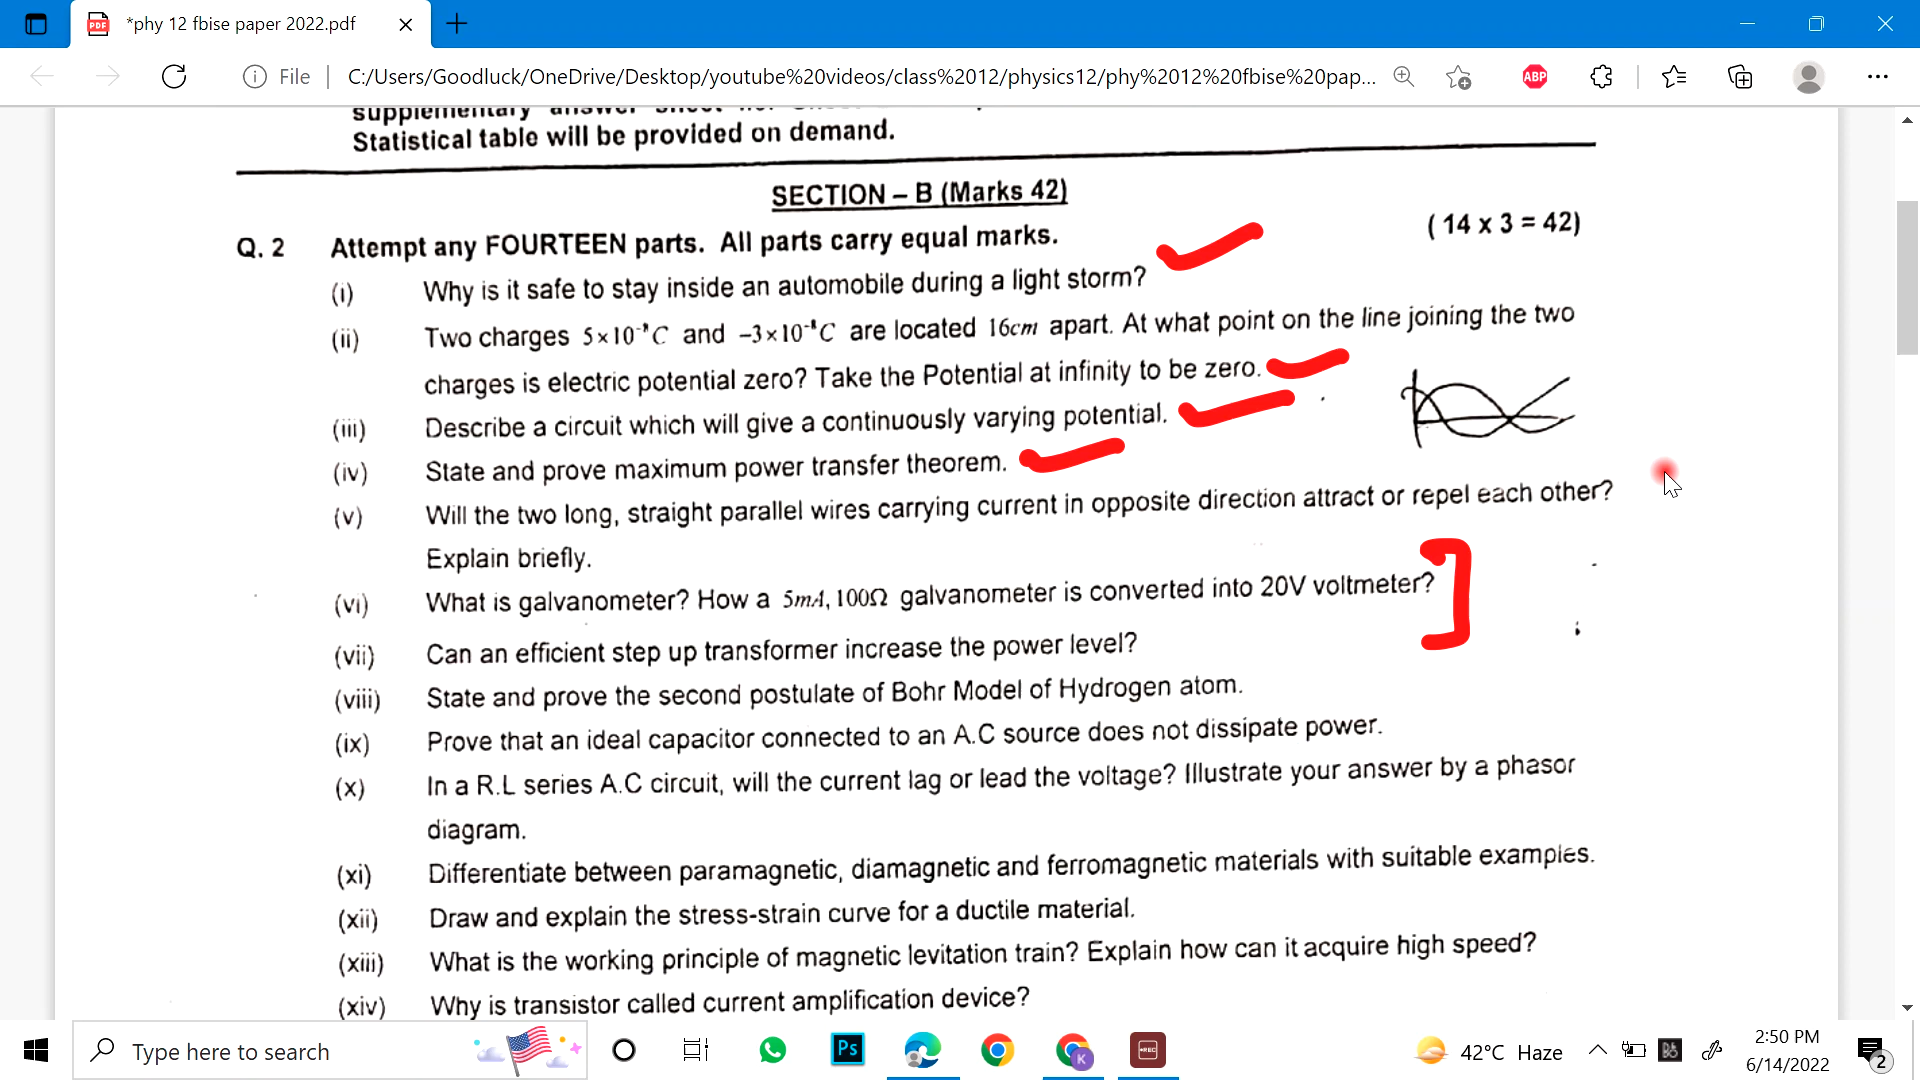 *phy 12 fbise paper 2022.pdf
File
C:/Users/Goodluck/OneDrive/Desktop/youtube%20videos/class%2012/physics12/phy%2012%20fbise%20pap...
ABP
supplementary answer sheet
Statistical table will be provided on demand.
SECTION – B (Marks 42)
Q. 2 Attempt any FOURTEEN parts. All parts carry equal marks. ( 14 x 3 = 42)
(i) Why is it safe to stay inside an automobile during a light storm?
(ii) Two charges 5×10⁻⁸C and –3×10⁻⁸C are located 16cm apart. At what point on the line joining the two
charges is electric potential zero? Take the Potential at infinity to be zero.
(iii) Describe a circuit which will give a continuously varying potential.
(iv) State and prove maximum power transfer theorem.
(v) Will the two long, straight parallel wires carrying current in opposite direction attract or repel each other?
Explain briefly.
(vi) What is galvanometer? How a 5mA, 100Ω galvanometer is converted into 20V voltmeter?
(vii) Can an efficient step up transformer increase the power level?
(viii) State and prove the second postulate of Bohr Model of Hydrogen atom.
(ix) Prove that an ideal capacitor connected to an A.C source does not dissipate power.
(x) In a R.L series A.C circuit, will the current lag or lead the voltage? Illustrate your answer by a phasor
diagram.
(xi) Differentiate between paramagnetic, diamagnetic and ferromagnetic materials with suitable examples.
(xii) Draw and explain the stress-strain curve for a ductile material.
(xiii) What is the working principle of magnetic levitation train? Explain how can it acquire high speed?
(xiv) Why is transistor called current amplification device?
Type here to search
Ps
K
REC
42°C Haze
2:50 PM
6/14/2022
2